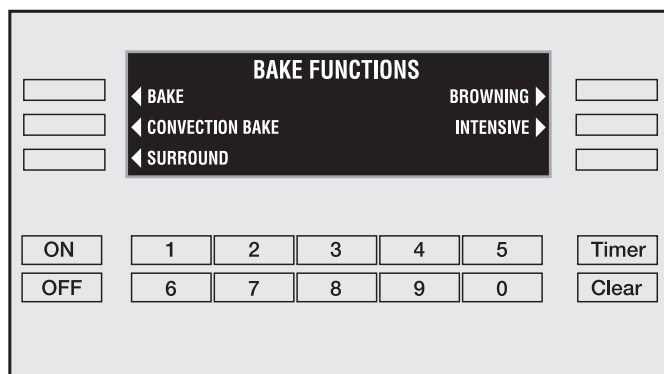 BAKE FUNCTIONS
BAKE BROWNING
CONVECTION BAKE INTENSIVE
SURROUND
ON 1 2 3 4 5 Timer
OFF 6 7 8 9 0 Clear